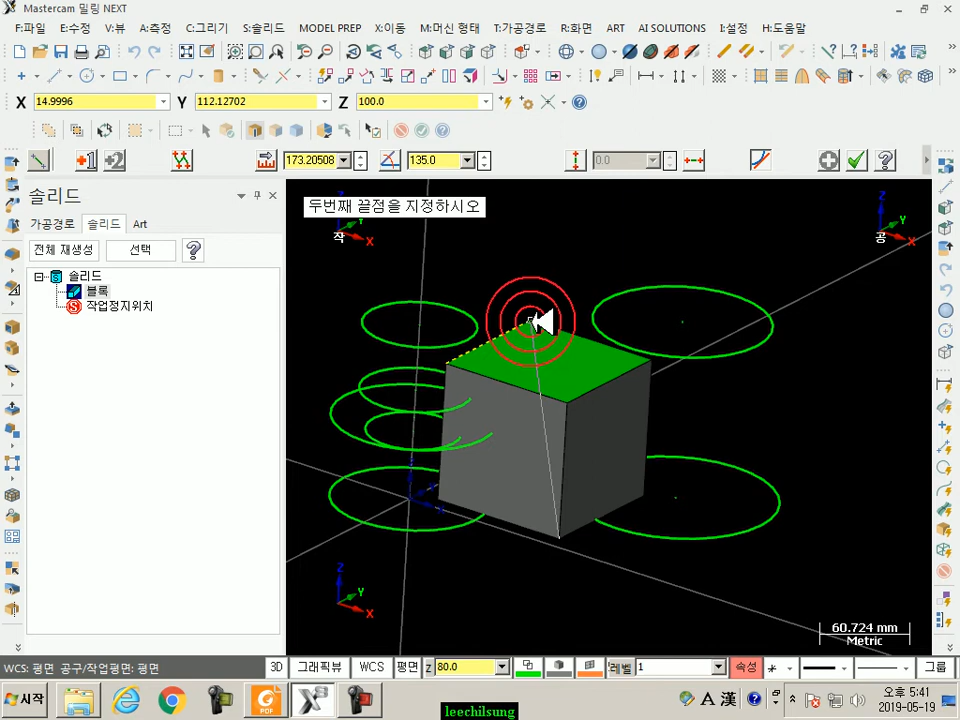 Mastercam 밀링 NEXT
F:파일 E:수정 V:뷰 A:측정 C:그리기 S:솔리드 MODEL PREP X:이동 M:머신 형태 T:가공경로 R:화면 ART AI SOLUTIONS I:설정 H:도움말
X 14.9996 Y 112.12702 Z 100.0
+1 +2 173.20508 135.0 0.0
솔리드
가공경로 솔리드 Art
전체 재생성 선택
솔리드
블록
작업정지위치
두번째 끝점을 지정하시오
Z
Y
X
작
Z
Y
X
공
Z
Y
X
60.724 mm
Metric
WCS: 평면 공구/작업평면: 평면 3D 그래픽뷰 WCS 평면 Z 80.0 레벨 1 속성 그룹
시작 PDF A 漢 오후 5:41
2019-05-19
leechilsung